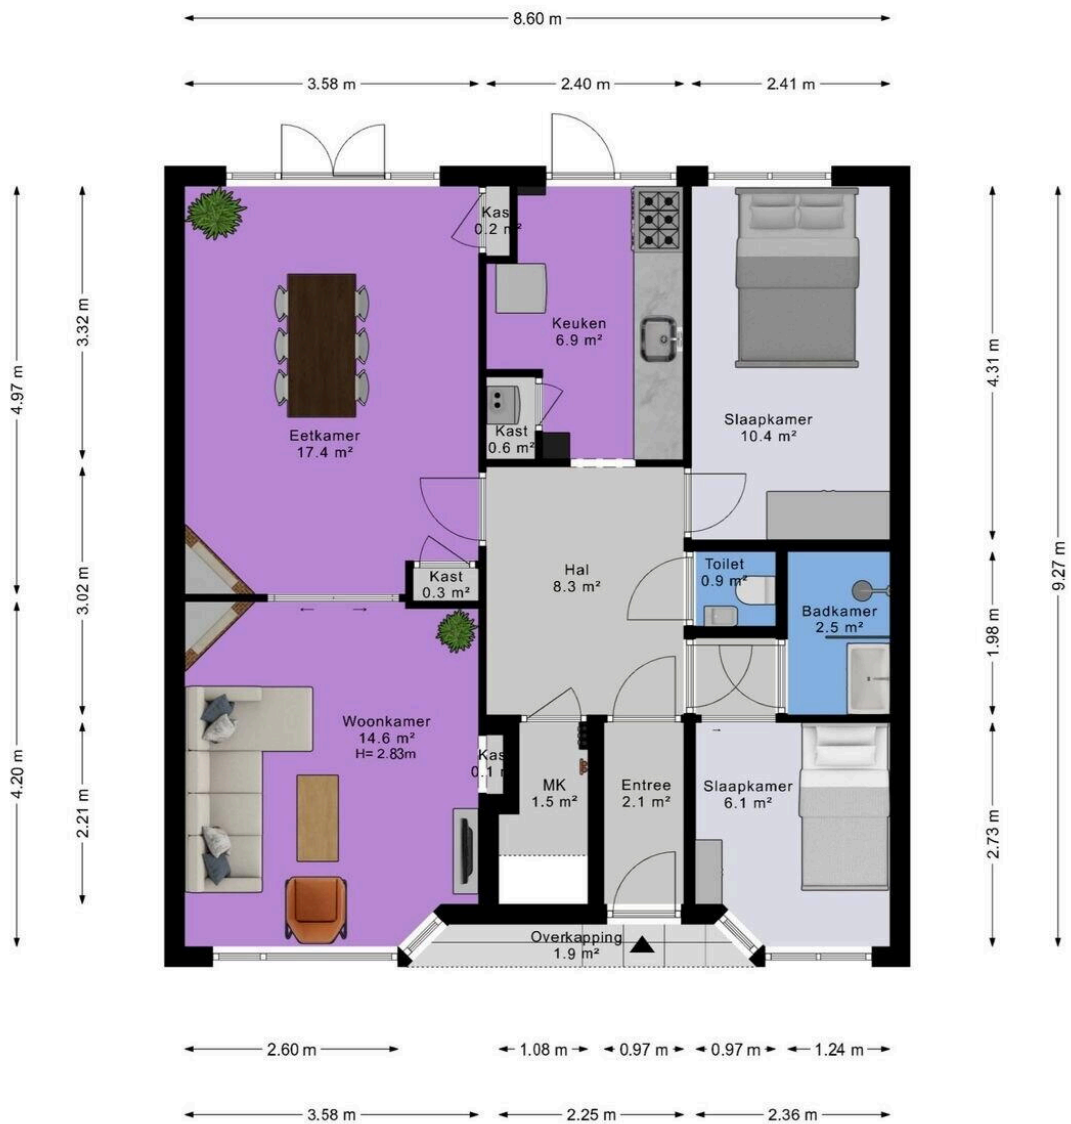 8.60 m
3.58 m
2.40 m
2.41 m
Kas
0.2 m²
Keuken
6.9 m²
3.32 m
4.97 m
4.31 m
Eetkamer
17.4 m²
Slaapkamer
10.4 m²
Kast
0.6 m²
9.27 m
3.02 m
Kast
0.3 m²
Hal
8.3 m²
Toilet
0.9 m²
Badkamer
2.5 m²
1.98 m
Woonkamer
14.6 m²
H= 2.83m
Kas
0.1
MK
1.5 m²
Entree
2.1 m²
Slaapkamer
6.1 m²
4.20 m
2.21 m
2.73 m
Overkapping
1.9 m²
2.60 m
1.08 m
0.97 m
0.97 m
1.24 m
3.58 m
2.25 m
2.36 m